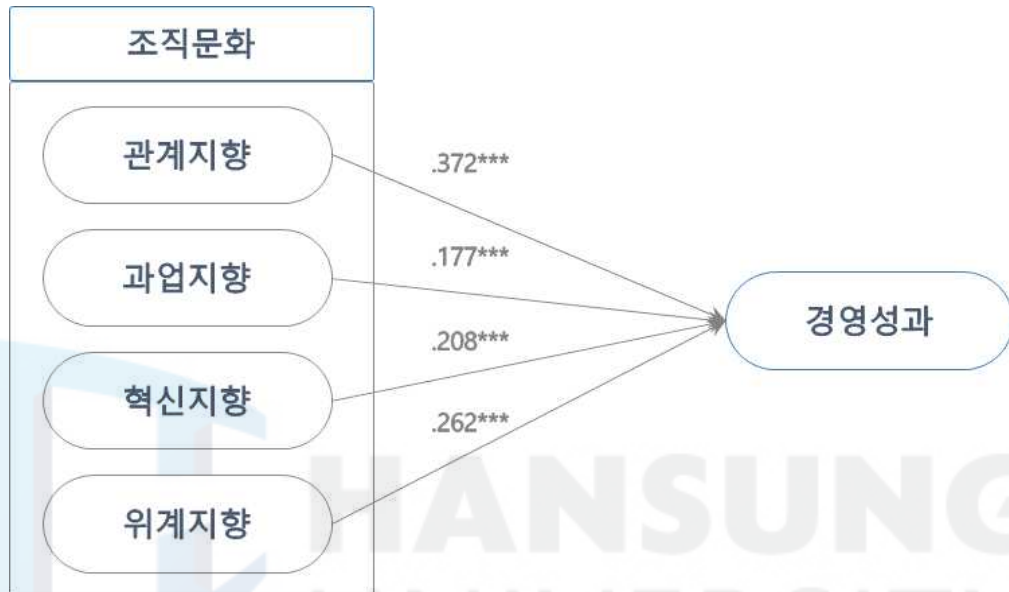 조직문화
관계지향
.372***
과업지향
.177***
경영성과
.208***
혁신지향
.262***
위계지향
HANSUNG